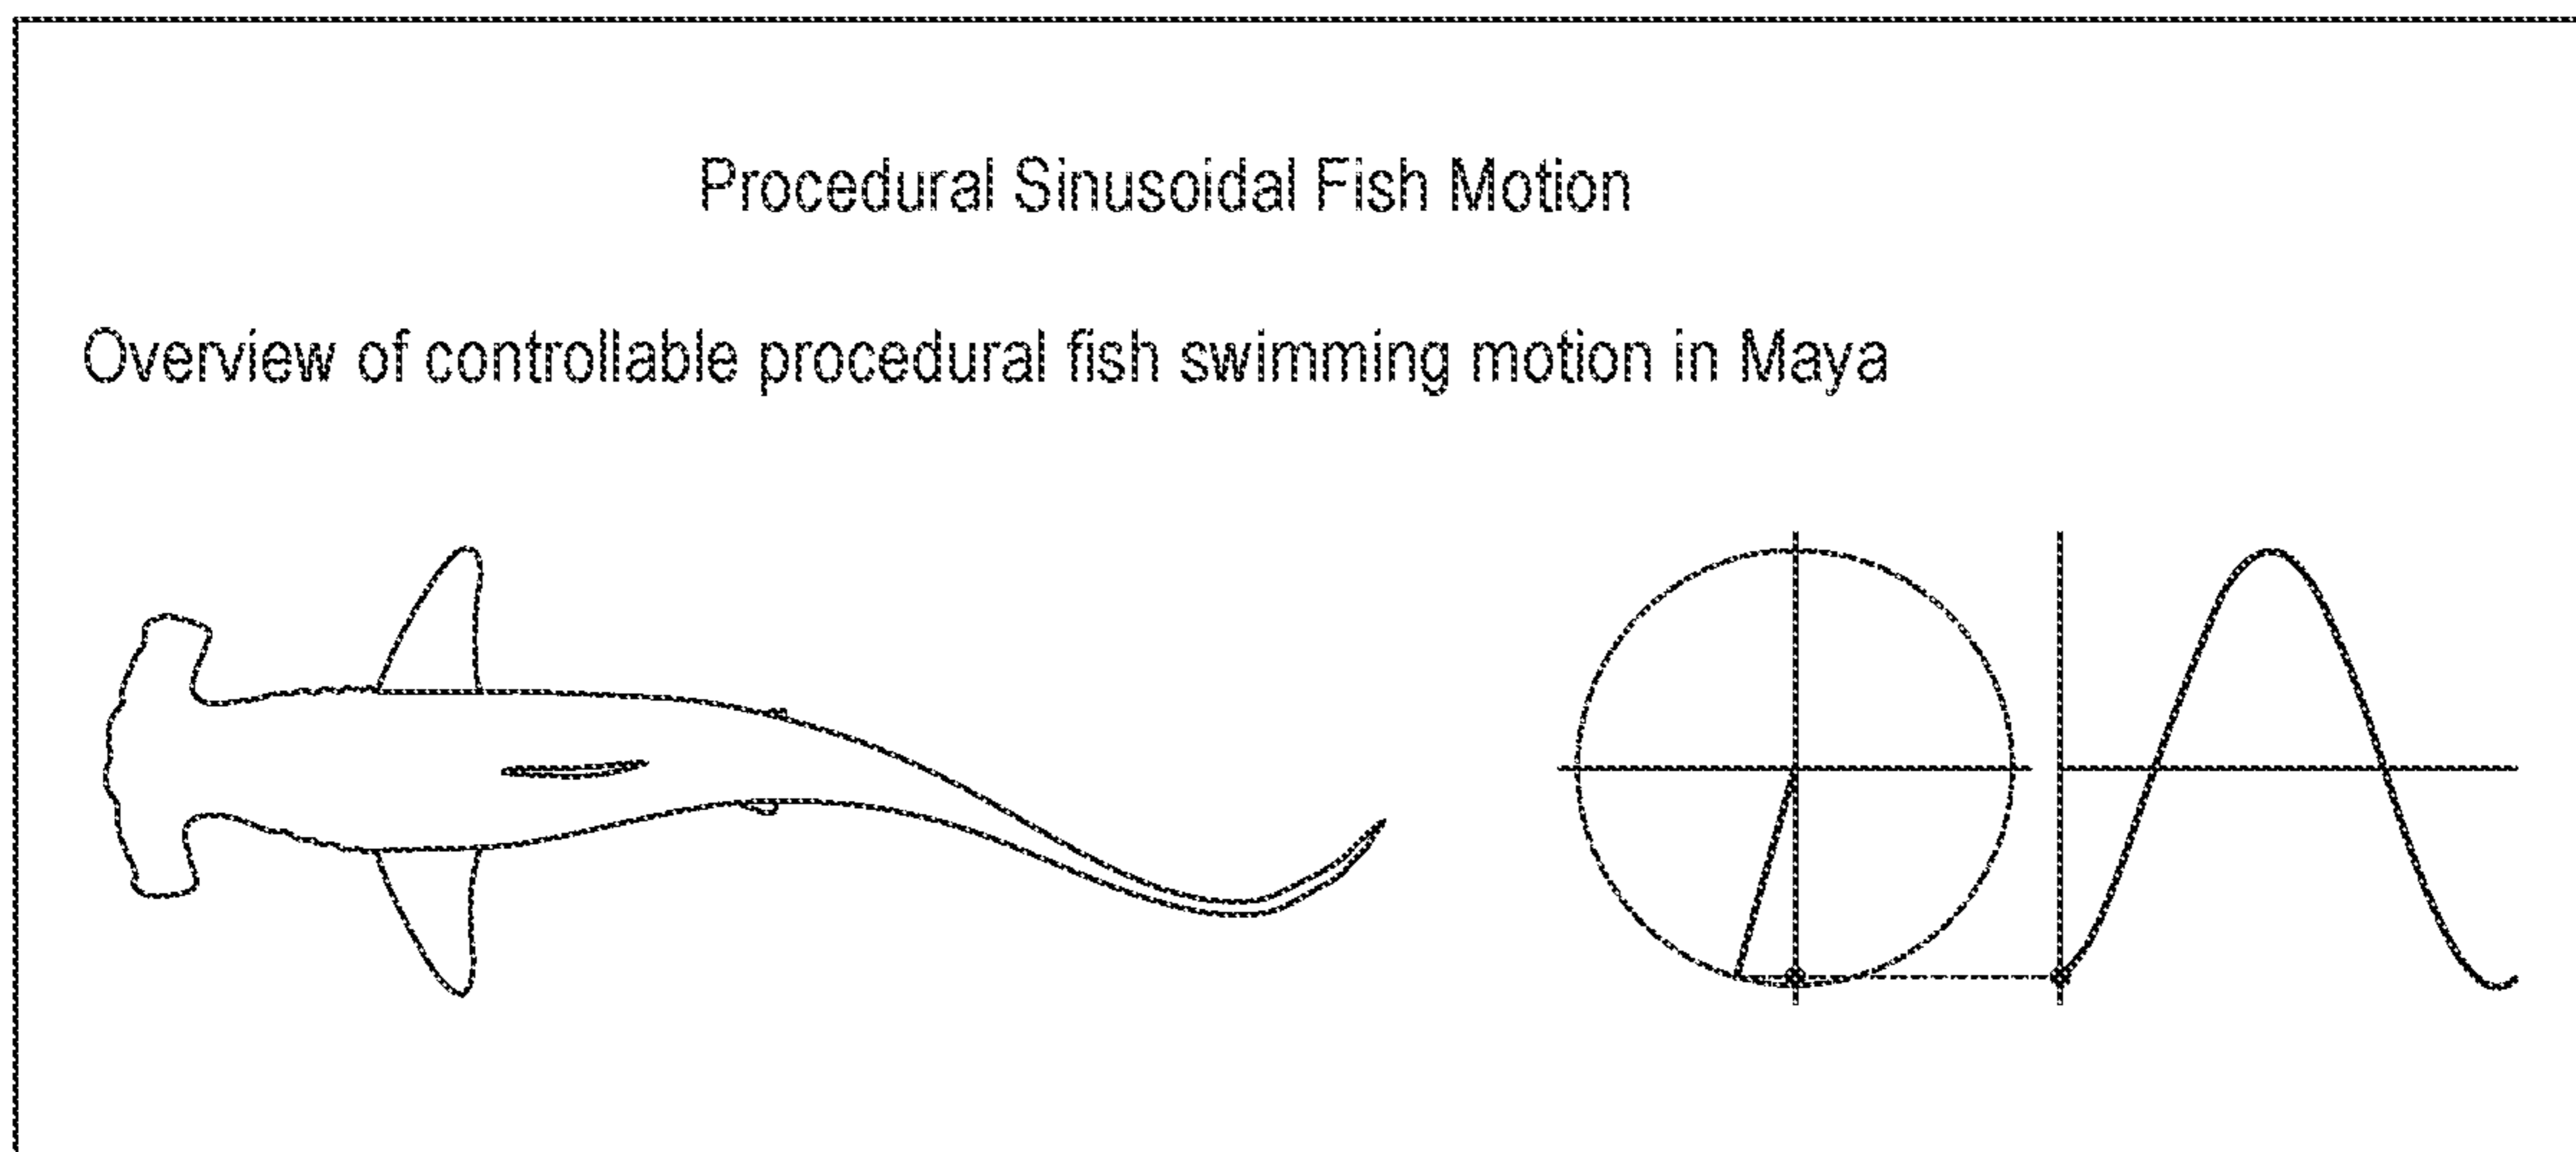 Procedural Sinusoidal Fish Motion
Overview of controllable procedural fish swimming motion in Maya